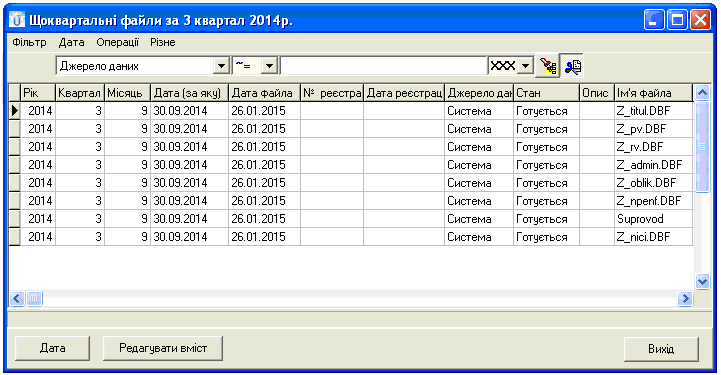 Щоквартальні файли за 3 квартал 2014р.
Фільтр Дата Операції Різне
Джерело даних ~= XXX
Рік Квартал Місяць Дата (за яку) Дата файла № реєстра Дата реєстрац Джерело дан Стан Опис Ім'я файла
2014 3 9 30.09.2014 26.01.2015 Система Готується Z_titul.DBF
2014 3 9 30.09.2014 26.01.2015 Система Готується Z_pv.DBF
2014 3 9 30.09.2014 26.01.2015 Система Готується Z_rv.DBF
2014 3 9 30.09.2014 26.01.2015 Система Готується Z_admin.DBF
2014 3 9 30.09.2014 26.01.2015 Система Готується Z_oblik.DBF
2014 3 9 30.09.2014 26.01.2015 Система Готується Z_npenf.DBF
2014 3 9 30.09.2014 26.01.2015 Система Готується Suprovod
2014 3 9 30.09.2014 26.01.2015 Система Готується Z_nici.DBF
Дата Редагувати вміст Вихід